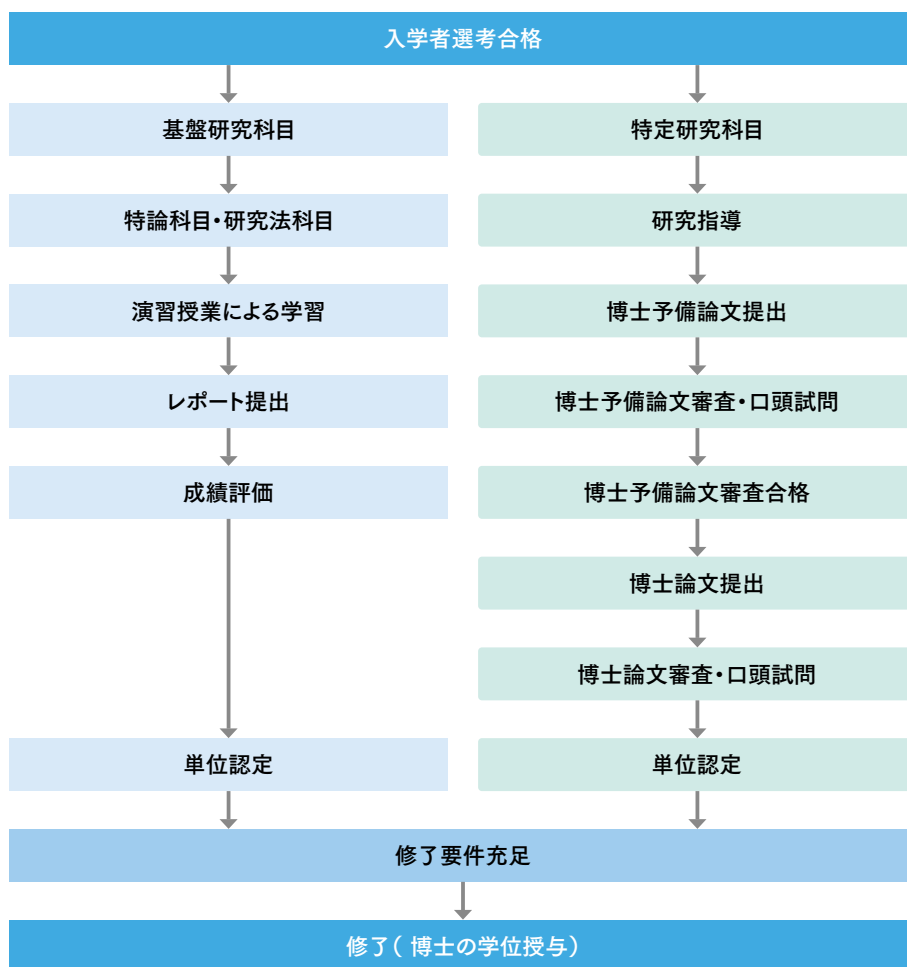 入学者選考合格
基盤研究科目
特論科目・研究法科目
演習授業による学習
レポート提出
成績評価
単位認定
特定研究科目
研究指導
博士予備論文提出
博士予備論文審査・口頭試問
博士予備論文審査合格
博士論文提出
博士論文審査・口頭試問
単位認定
修了要件充足
修了(博士の学位授与)